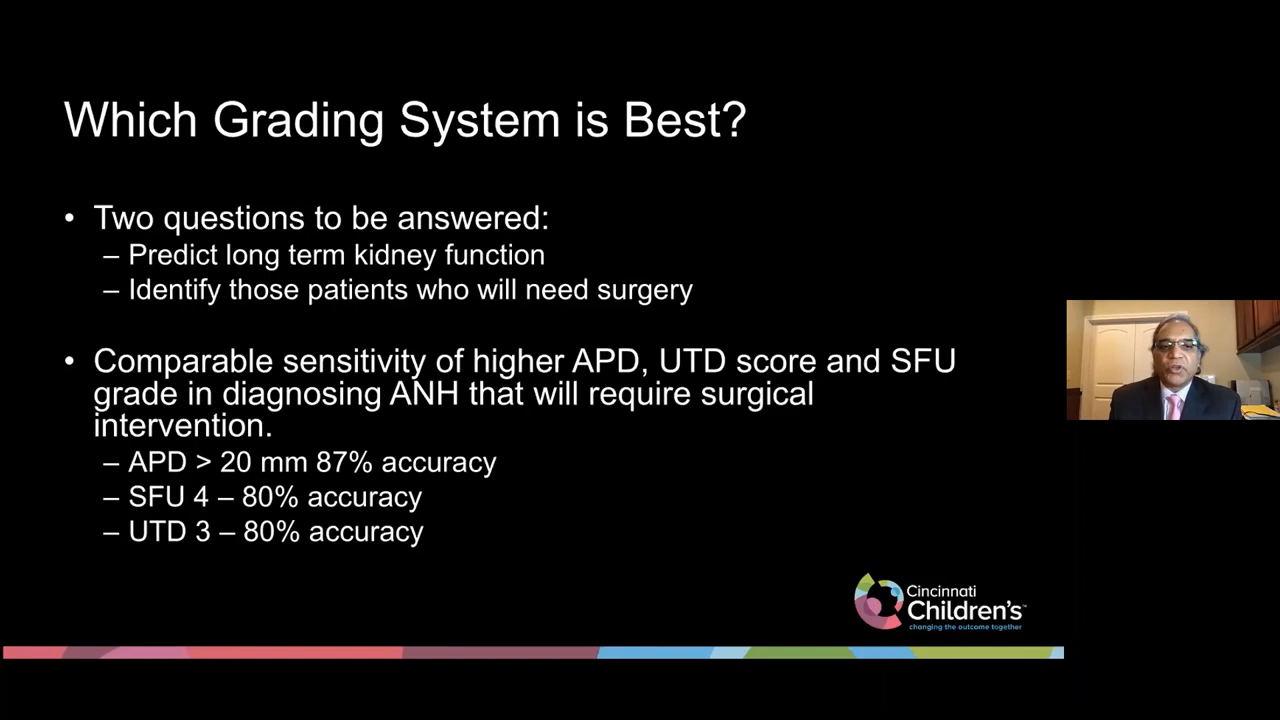 Which Grading System is Best?
• Two questions to be answered:
– Predict long term kidney function
– Identify those patients who will need surgery
• Comparable sensitivity of higher APD, UTD score and SFU
grade in diagnosing ANH that will require surgical
intervention.
– APD > 20 mm 87% accuracy
– SFU 4 – 80% accuracy
– UTD 3 – 80% accuracy
Cincinnati
Children's™
changing the outcome together